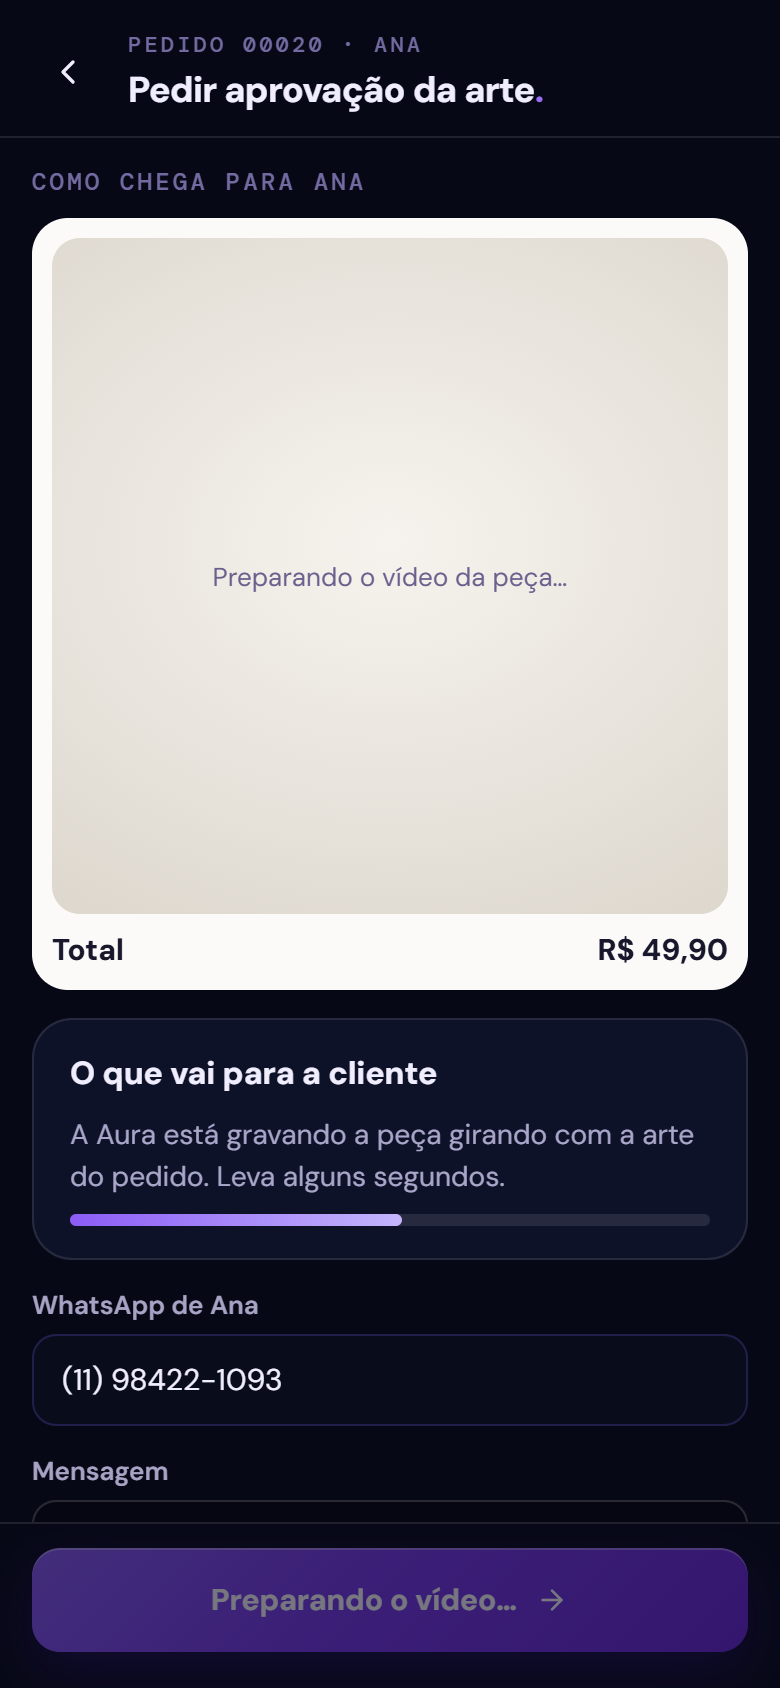 PEDIDO 00020 · ANA
Pedir aprovação da arte.
COMO CHEGA PARA ANA
Preparando o vídeo da peça...
Total R$ 49,90
O que vai para a cliente
A Aura está gravando a peça girando com a arte
do pedido. Leva alguns segundos.
WhatsApp de Ana
(11) 98422-1093
Mensagem
Preparando o vídeo... →